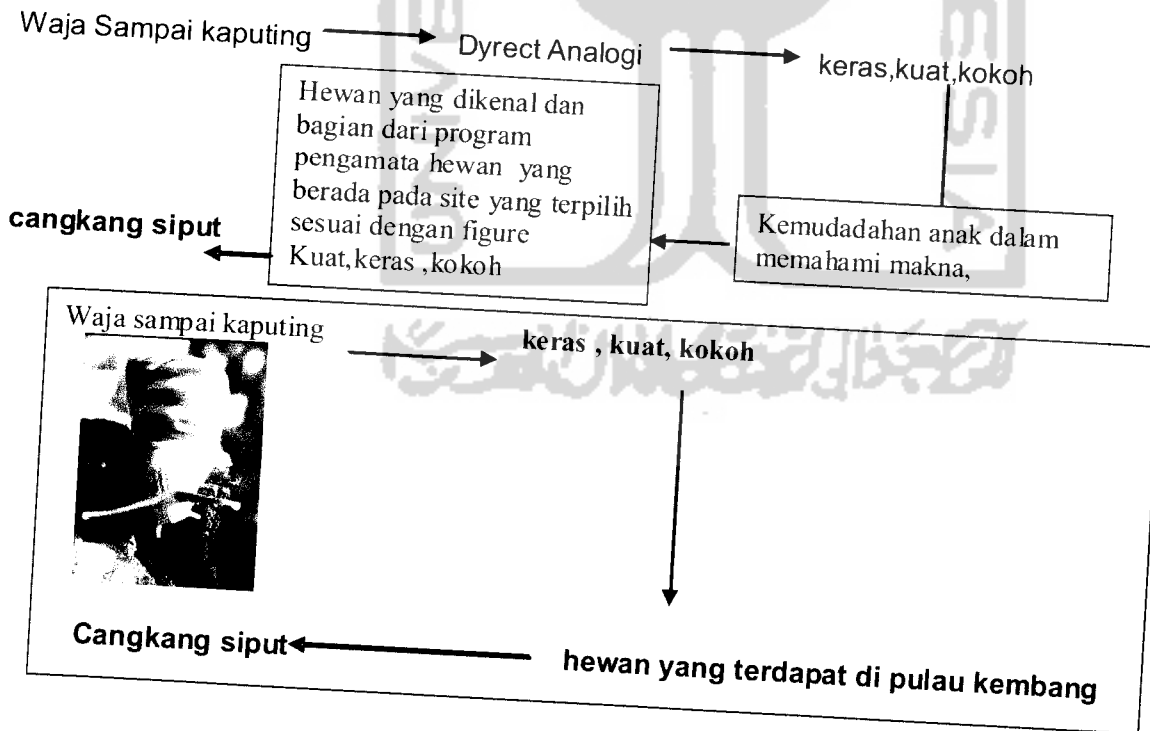 Waja Sampai kaputing
Dyrect Analogi
keras,kuat,kokoh
Kemudadahan anak dalam
memahami makna,
Hewan yang dikenal dan
bagian dari program
pengamata hewan yang
berada pada site yang terpilih
sesuai dengan figure
Kuat,keras ,kokoh
cangkang siput
Waja sampai kaputing
keras , kuat, kokoh
hewan yang terdapat di pulau kembang
Cangkang siput